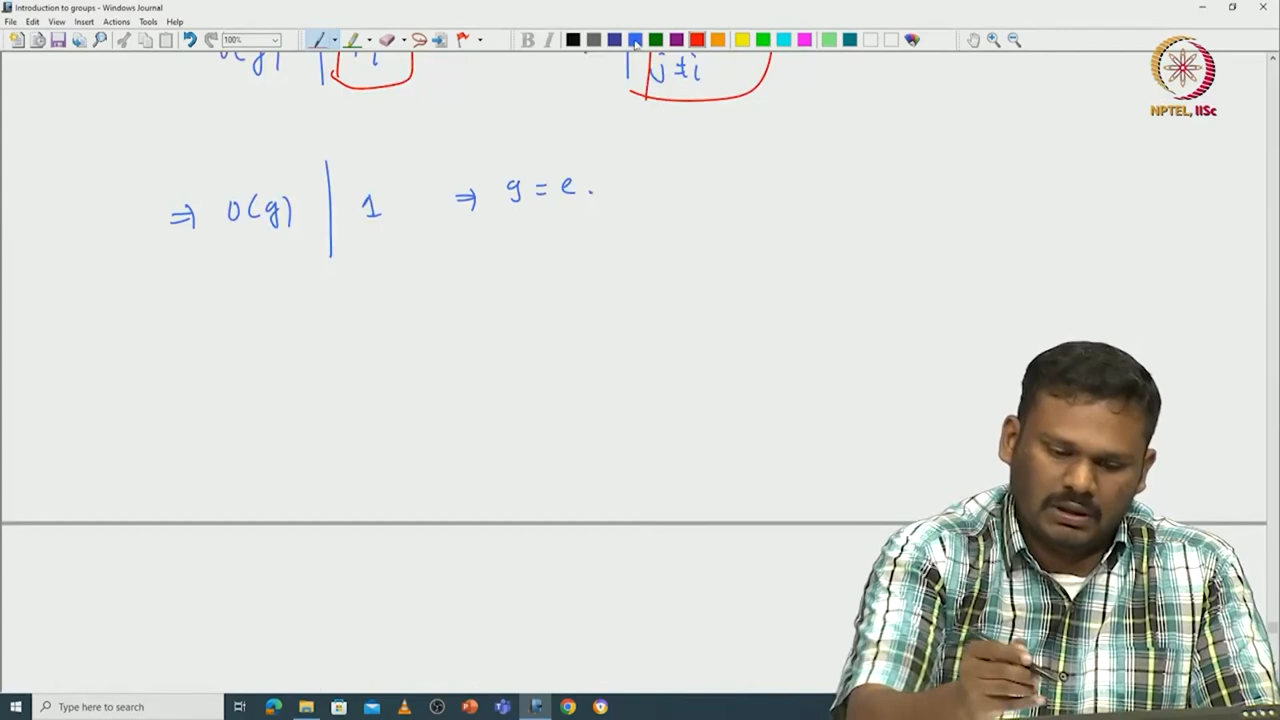 Introduction to groups - Windows Journal
File Edit View Insert Actions Tools Help
100%
B I
j ≠ i
NPTEL, IISc
⇒ O(g) | 1 ⇒ g = e.
Type here to search